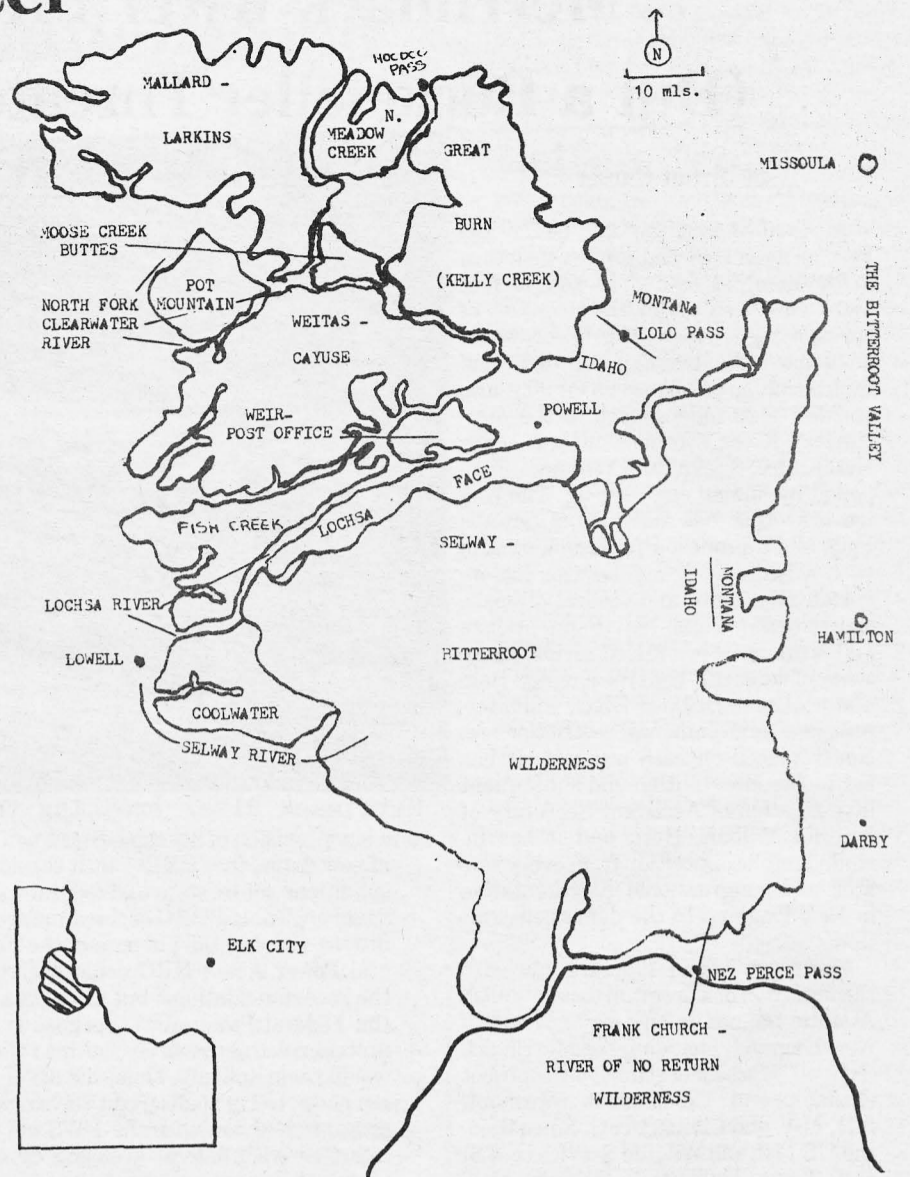 HOODOO
PASS
N
10 mls.
MALLARD -
LARKINS
N.
MEADOW
CREEK
GREAT
BURN
(KELLY CREEK)
MISSOULA
MOOSE CREEK
BUTTES
POT
MOUNTAIN
NORTH FORK
CLEARWATER
RIVER
WEITAS -
CAYUSE
MONTANA
LOLO PASS
IDAHO
THE BITTERROOT VALLEY
WEIR-
POST OFFICE
POWELL
FACE
LOCHSA
FISH CREEK
SELWAY -
LOCHSA RIVER
MONTANA
IDAHO
HAMILTON
LOWELL
BITTERROOT
COOLWATER
SELWAY RIVER
WILDERNESS
DARBY
ELK CITY
NEZ PERCE PASS
FRANK CHURCH -
RIVER OF NO RETURN
WILDERNESS